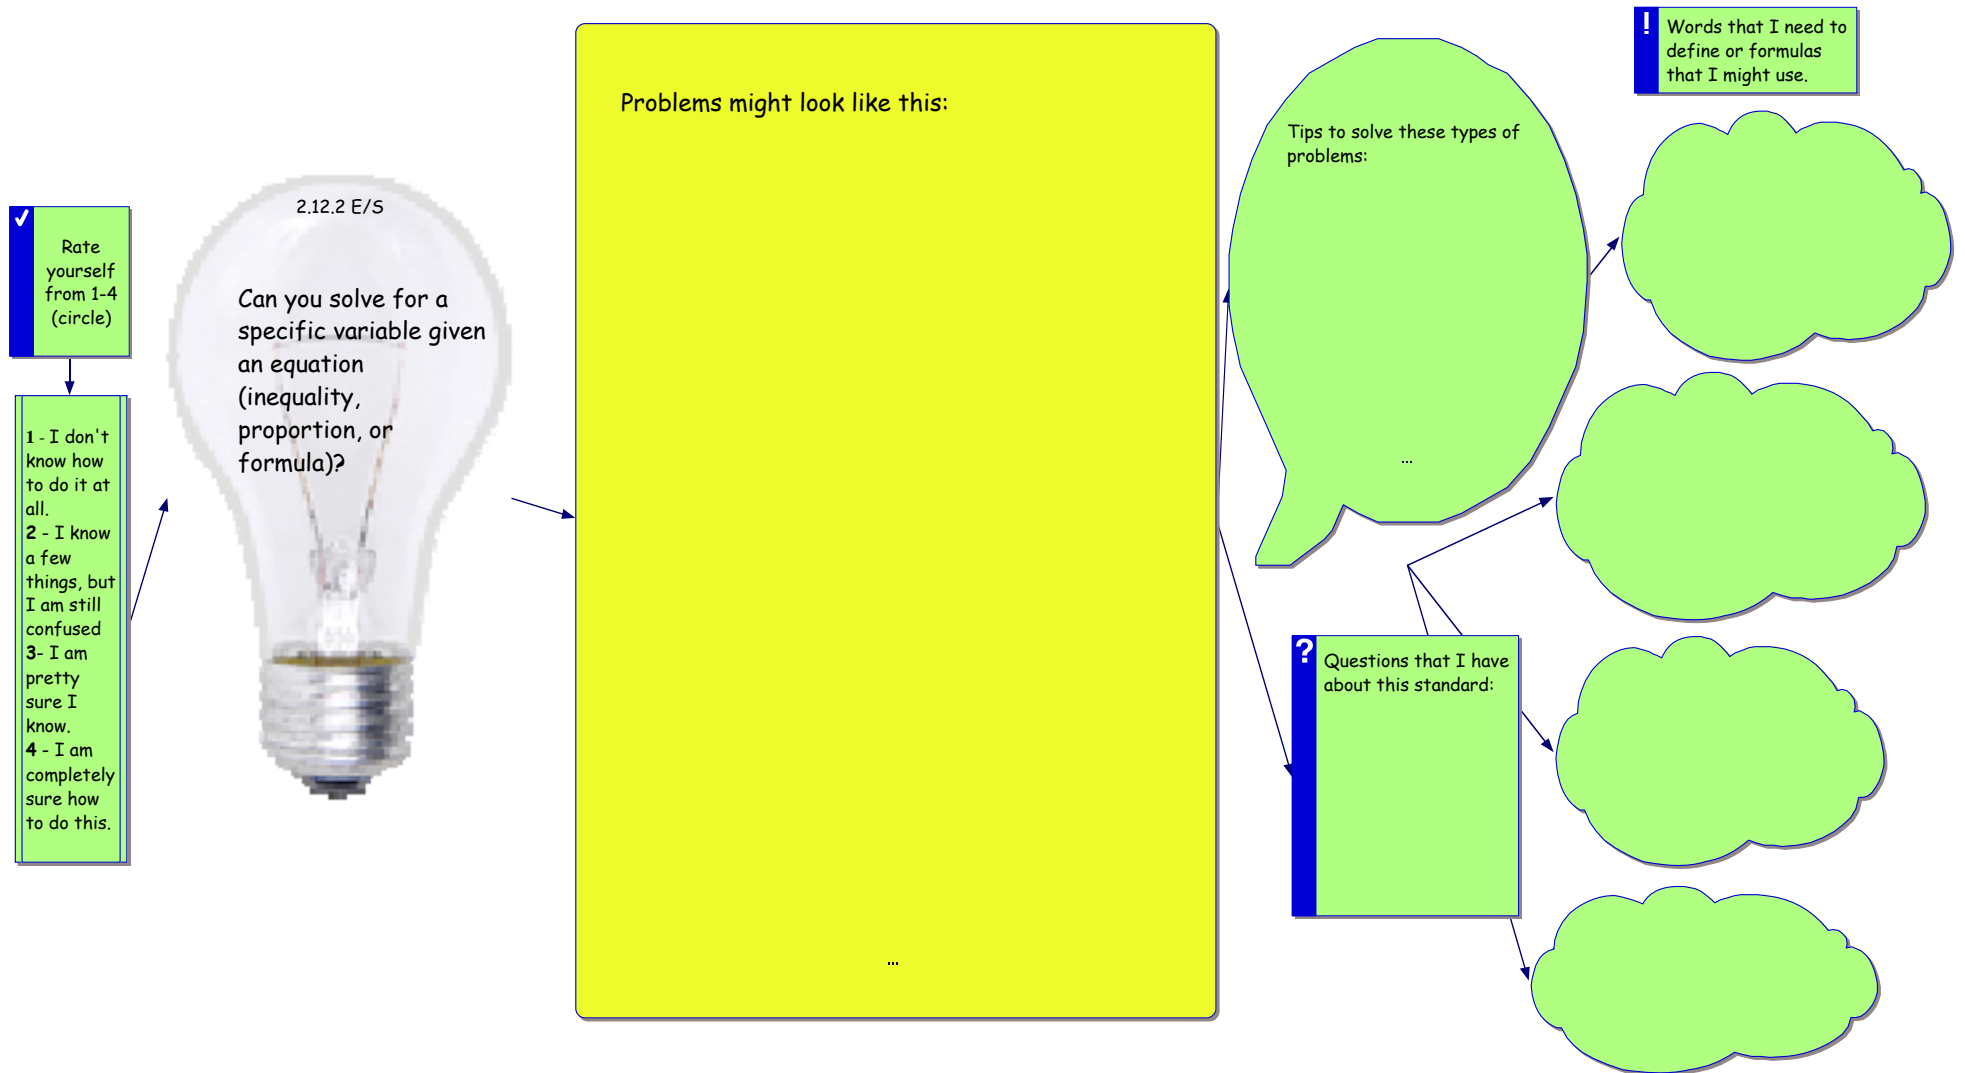 Rate
yourself
from 1-4
(circle)
1 - I don't
know how
to do it at
all.
2 - I know
a few
things, but
I am still
confused
3- I am
pretty
sure I
know.
4 - I am
completely
sure how
to do this.
2.12.2 E/S
Can you solve for a
specific variable given
an equation
(inequality,
proportion, or
formula)?
Problems might look like this:
...
Tips to solve these types of
problems:
...
? Questions that I have
about this standard:
! Words that I need to
define or formulas
that I might use.